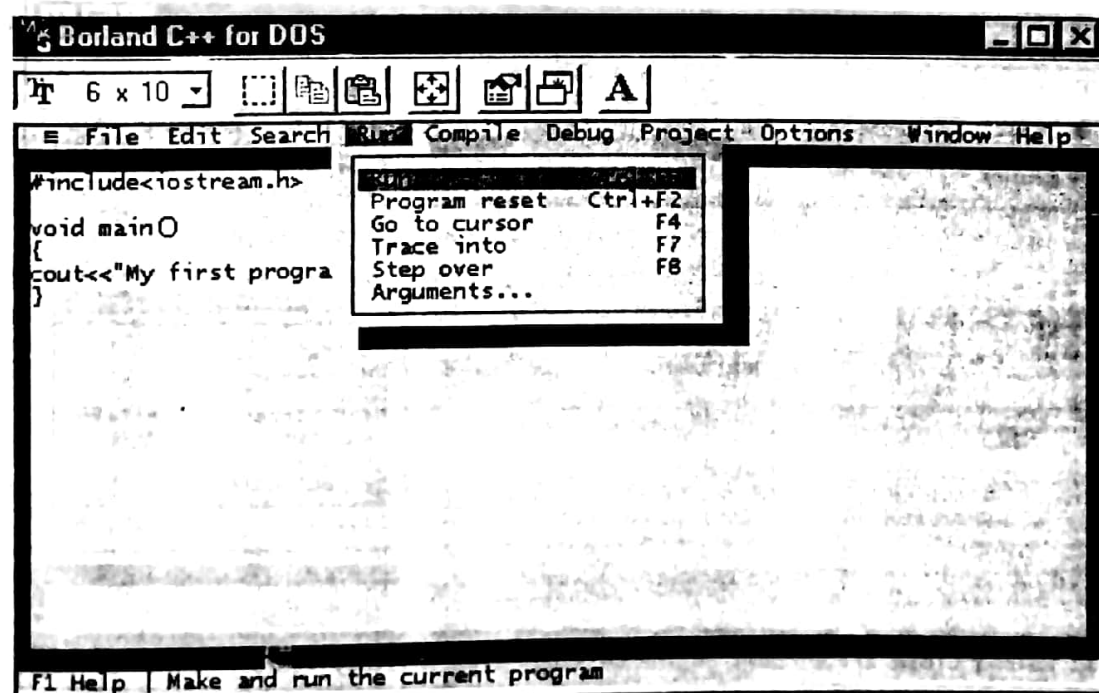 Borland C++ for DOS
6 x 10
A
≡ File Edit Search Run Compile Debug Project Options Window Help
#include<iostream.h>
void main()
{
cout<<"My first progra
}
Run
Program reset Ctrl+F2
Go to cursor F4
Trace into F7
Step over F8
Arguments...
F1 Help | Make and run the current program